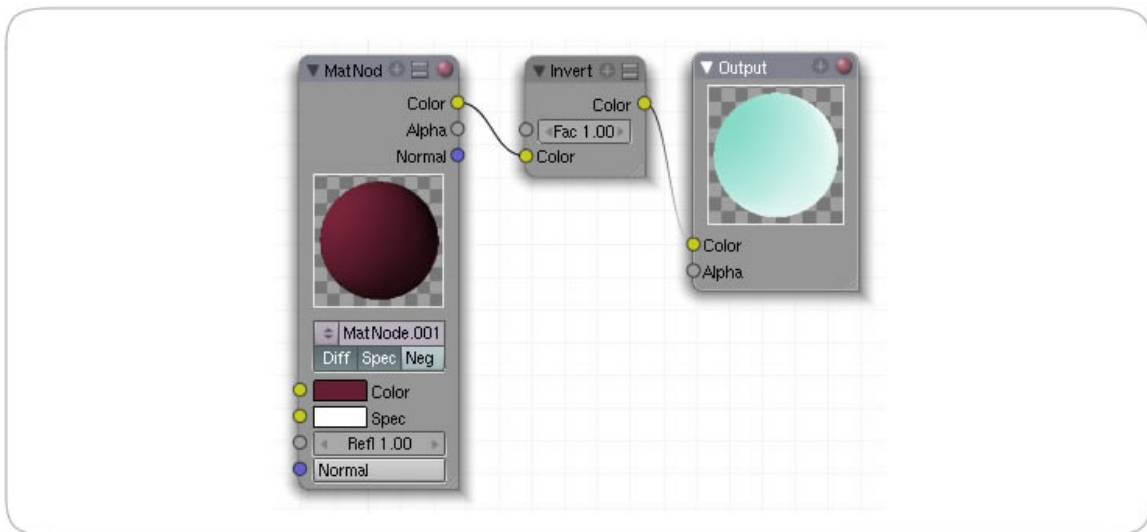 MatNod
Color
Alpha
Normal
MatNode.001
Diff Spec Neg
Color
Spec
Refl 1.00
Normal
Invert
Color
Fac 1.00
Color
Output
Color
Alpha